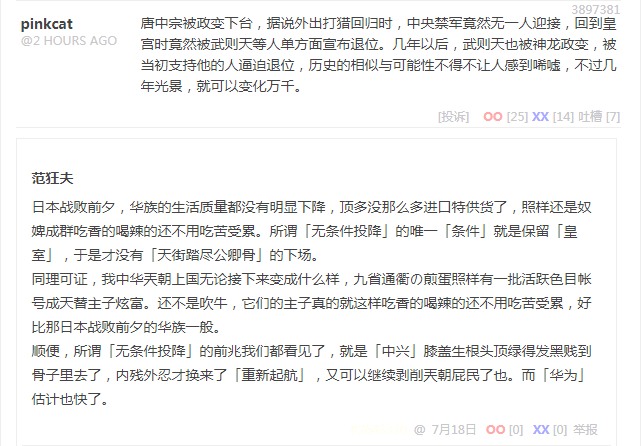 3897381
pinkcat
@2 HOURS AGO
唐中宗被政变下台，据说外出打猎回归时，中央禁军竟然无一人迎接，回到皇
宫时竟然被武则天等人单方面宣布退位。几年以后，武则天也被神龙政变，被
当初支持他的人逼迫退位，历史的相似与可能性不得不让人感到唏嘘，不过几
年光景，就可以变化万千。
[投诉] OO [25] XX [14] 吐槽 [7]
范狂夫
日本战败前夕，华族的生活质量都没有明显下降，顶多没那么多进口特供货了，照样还是奴
婢成群吃香的喝辣的还不用吃苦受累。所谓「无条件投降」的唯一「条件」就是保留「皇
室」，于是才没有「天街踏尽公卿骨」的下场。
同理可证，我中华天朝上国无论接下来变成什么样，九省通衢の煎蛋照样有一批活跃色目帐
号成天替主子炫富。还不是吹牛，它们的主子真的就这样吃香的喝辣的还不用吃苦受累，好
比那日本战败前夕的华族一般。
顺便，所谓「无条件投降」的前兆我们都看见了，就是「中兴」膝盖生根头顶绿得发黑贱到
骨子里去了，内残外忍才换来了「重新起航」，又可以继续剥削天朝屁民了也。而「华为」
估计也快了。
@ 7月18日 OO [0] XX [0] 举报